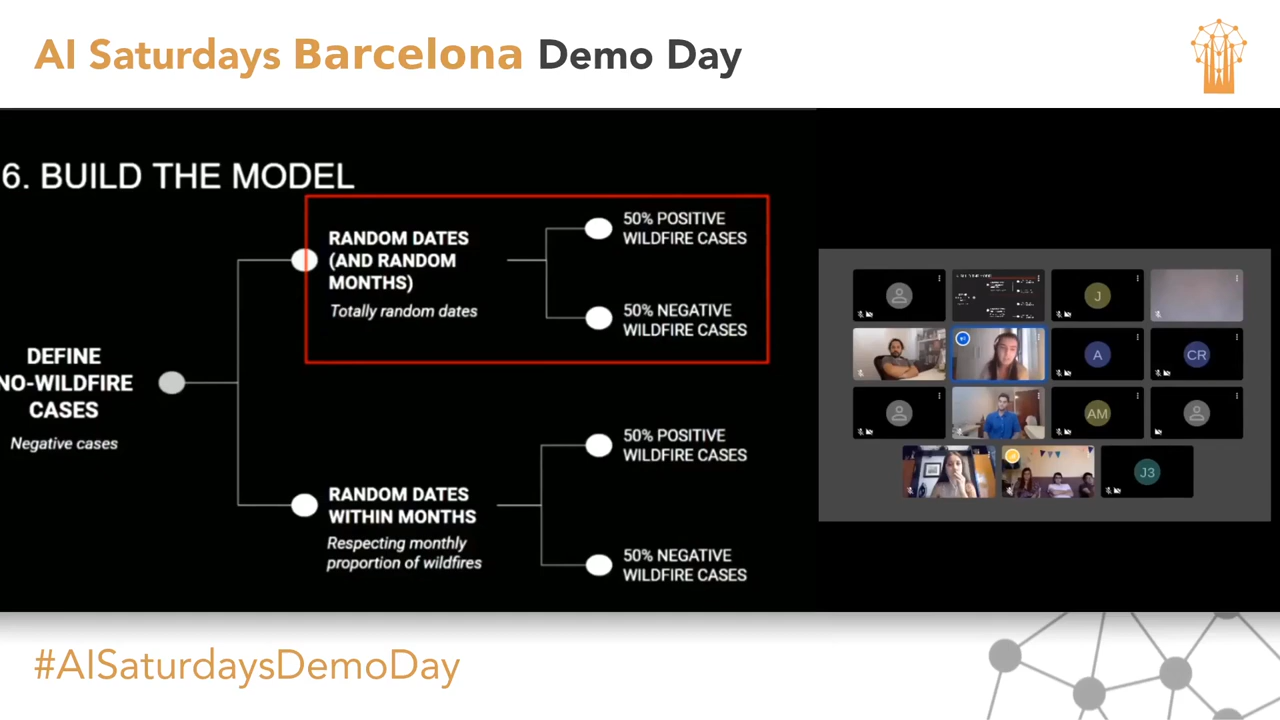 AI Saturdays Barcelona Demo Day
6. BUILD THE MODEL
DEFINE
NO-WILDFIRE
CASES
Negative cases
RANDOM DATES
(AND RANDOM
MONTHS)
Totally random dates
50% POSITIVE
WILDFIRE CASES
50% NEGATIVE
WILDFIRE CASES
RANDOM DATES
WITHIN MONTHS
Respecting monthly
proportion of wildfires
50% POSITIVE
WILDFIRE CASES
50% NEGATIVE
WILDFIRE CASES
J
A
CR
AM
J3
#AISaturdaysDemoDay